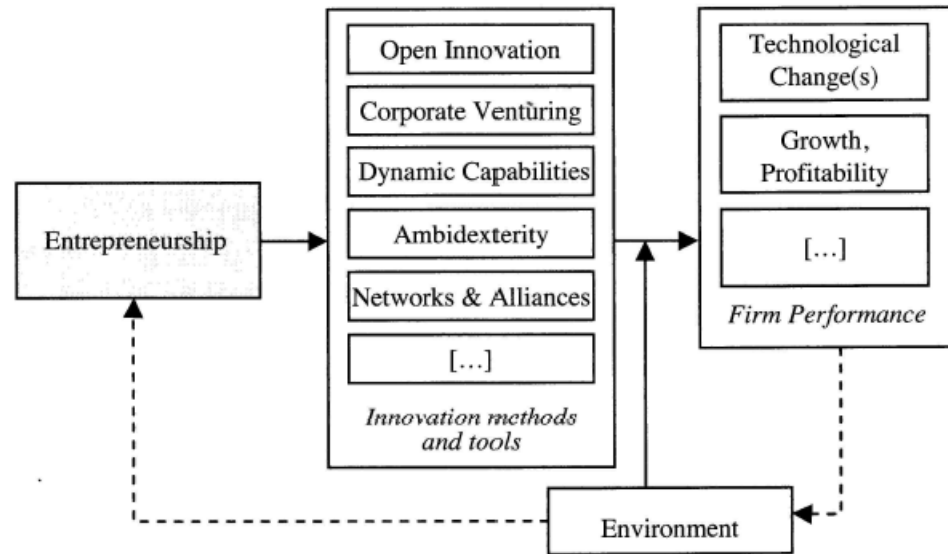 Entrepreneurship
Open Innovation
Corporate Venturing
Dynamic Capabilities
Ambidexterity
Networks & Alliances
[...]
Innovation methods
and tools
Technological
Change(s)
Growth,
Profitability
[...]
Firm Performance
Environment